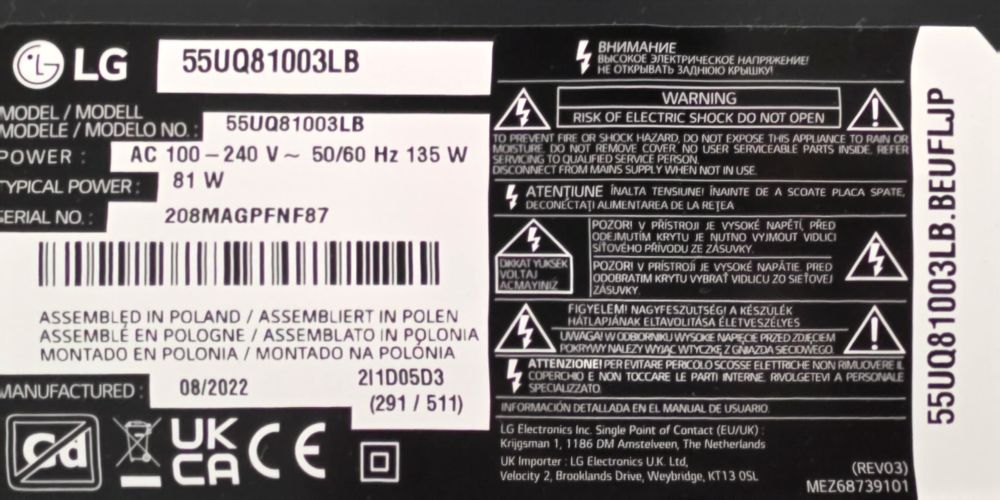 LG
55UQ81003LB
MODEL / MODELL
MODELE / MODELO NO. : 55UQ81003LB
POWER : AC 100 – 240 V ~ 50/60 Hz 135 W
TYPICAL POWER : 81 W
SERIAL NO. : 208MAGPFNF87
ASSEMBLED IN POLAND / ASSEMBLIERT IN POLEN
ASSEMBLÉ EN POLOGNE / ASSEMBLATO IN POLONIA
MONTADO EN POLONIA / MONTADO NA POLÓNIA
MANUFACTURED : 08/2022
2I1D05D3
(291 / 511)
Cd
UK
CA
CE
ВНИМАНИЕ
ВЫСОКОЕ ЭЛЕКТРИЧЕСКОЕ НАПРЯЖЕНИЕ!
НЕ ОТКРЫВАТЬ ЗАДНЮЮ КРЫШКУ!
WARNING
RISK OF ELECTRIC SHOCK DO NOT OPEN
TO PREVENT FIRE OR SHOCK HAZARD, DO NOT EXPOSE THIS APPLIANCE TO RAIN OR
MOISTURE. DO NOT REMOVE COVER. NO USER SERVICEABLE PARTS INSIDE. REFER
SERVICING TO QUALIFIED SERVICE PERSON.
DISCONNECT FROM MAINS SUPPLY WHEN NOT IN USE.
ATENȚIUNE ÎNALTA TENSIUNE! ÎNAINTE DE A SCOATE PLACA SPATE,
DECONECTAȚI ALIMENTAREA DE LA REȚEA
DIKKAT YUKSEK
VOLTAJ
ACMAYINIZ
POZOR! V PŘÍSTROJI JE VYSOKÉ NAPĚTÍ, PŘED
ODEJMUTIM KRYTU JE NUTNO VYJMOUT VIDLICI
SÍŤOVÉHO PŘÍVODU ZE ZÁSUVKY.
POZOR! V PRÍSTROJI JE VYSOKÉ NAPÁTIE. PRED
ODOBRATIM KRYTU VYBRAŤ VIDLICU ZO SIEŤOVEJ
ZÁSUVKY.
FIGYELEM! NAGYFESZÜLTSÉG! A KÉSZÜLÉK
HÁTLAPJÁNAK ELTÁVOLÍTÁSA ÉLETVESZÉLYES
UWAGA! W ODBIORNIKU WYSOKIE NAPIĘCIE PRZED ZDJĘCIEM
POKRYWY NALEŻY WYJĄĆ WTYCZKĘ Z GNIAZDA SIECIOWEGO.
ATTENZIONE! PER EVITARE PERICOLO SCOSSE ELETTRICHE NON RIMUOVERE IL
COPERCHIO E NON TOCCARE LE PARTI INTERNE. RIVOLGETEVI A PERSONALE
SPECIALIZZATO.
INFORMACIÓN DETALLADA EN EL MANUAL DE USUARIO.
LG Electronics Inc. Single Point of Contact (EU/UK) :
Krijgsman 1, 1186 DM Amstelveen, The Netherlands
UK Importer : LG Electronics U.K. Ltd,
Velocity 2, Brooklands Drive, Weybridge, KT13 0SL
(REV03)
MEZ68739101
55UQ81003LB.BEUFLJP